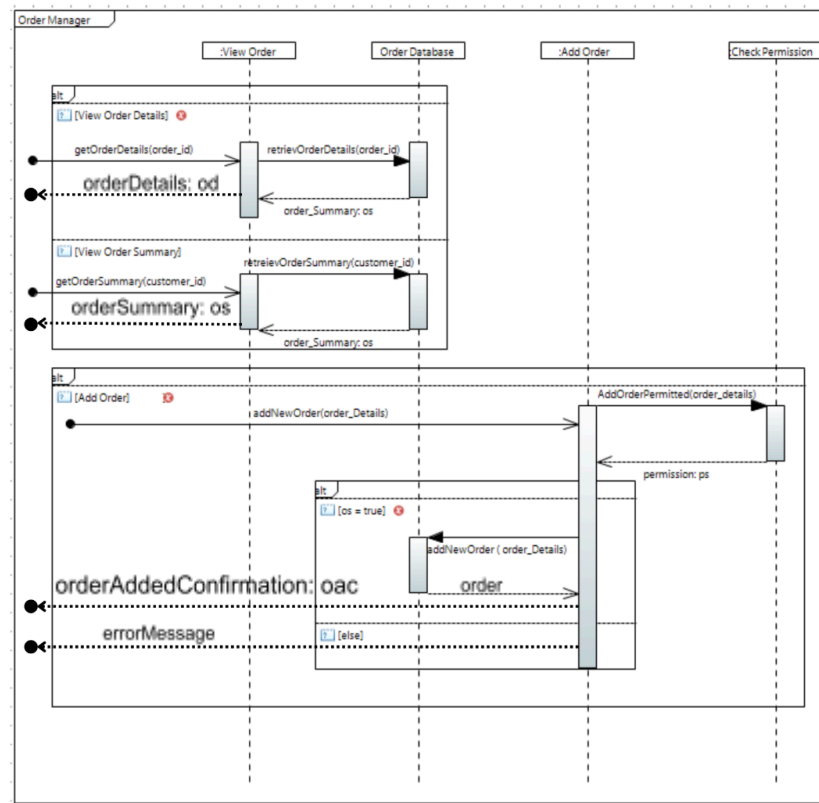 Order Manager
:View Order
Order Database
:Add Order
:Check Permission
alt
[View Order Details]
getOrderDetails(order_id)
retrievOrderDetails(order_id)
orderDetails: od
order_Summary: os
[View Order Summary]
retreievOrderSummary(customer_id)
getOrderSummary(customer_id)
orderSummary: os
order_Summary: os
alt
[Add Order]
AddOrderPermitted(order_details)
addNewOrder(order_Details)
permission: ps
alt
[os = true]
addNewOrder ( order_Details)
orderAddedConfirmation: oac
order
errorMessage
[else]